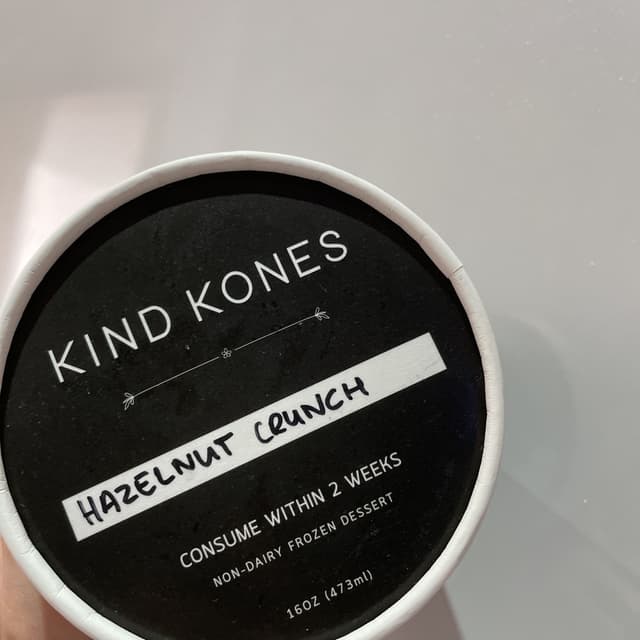 KIND KONES
HAZELNUT CRUNCH
CONSUME WITHIN 2 WEEKS
NON-DAIRY FROZEN DESSERT
16OZ (473ml)